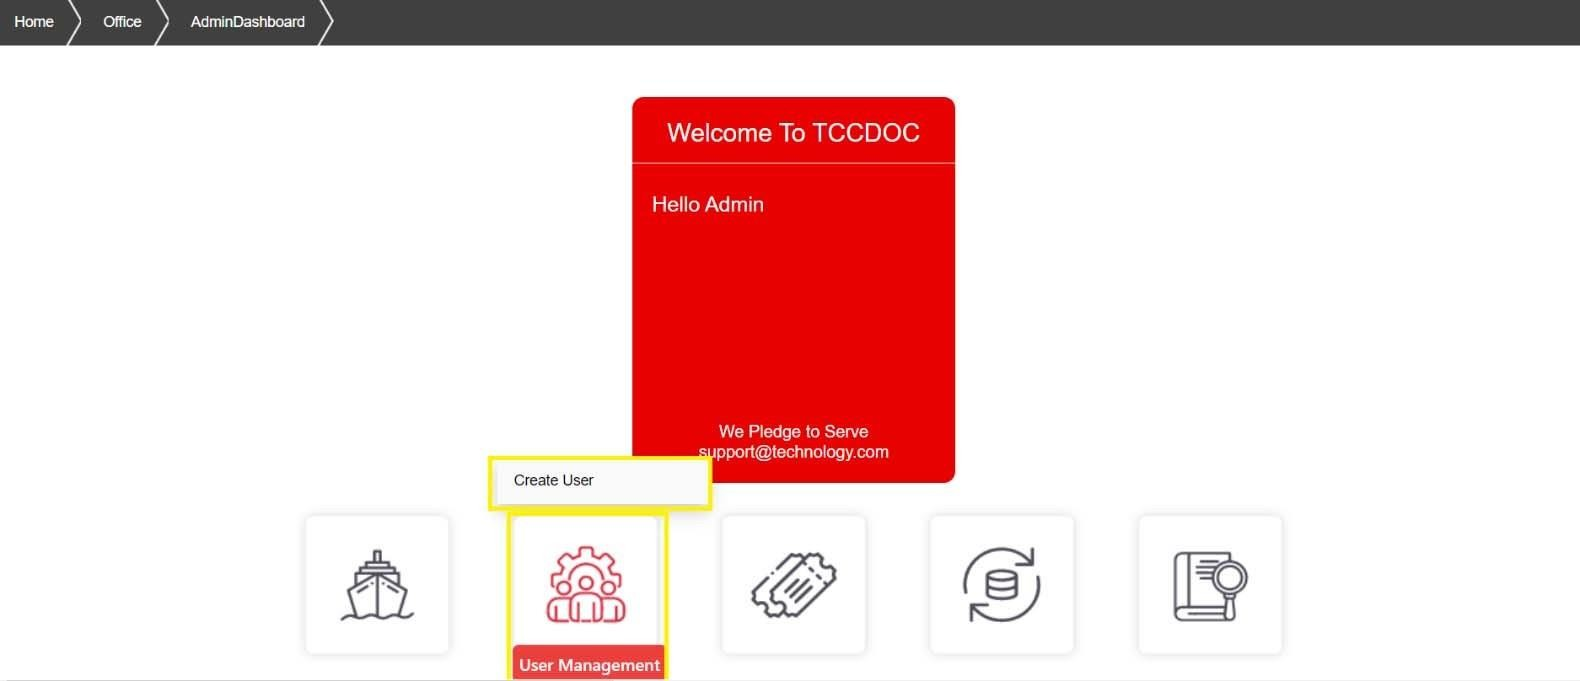 Home
Office
AdminDashboard
Welcome To TCCDOC
Hello Admin
We Pledge to Serve
support@technology.com
Create User
User Management